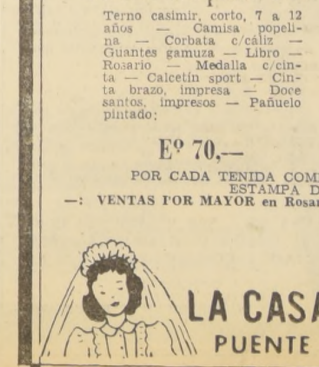 Terno casimir, corto, 7 a 12
años — Camisa popeli-
na — Corbata c/cáliz —
Guantes gamuza — Libro —
Rosario — Medalla c/cin-
ta — Calcetín sport — Cin-
ta brazo, impresa — Doce
santos, impresos — Pañuelo
pintado;
Eº 70,—
POR CADA TENIDA COM
ESTAMPA D
—: VENTAS POR MAYOR en Rosar
LA CASA
PUENTE